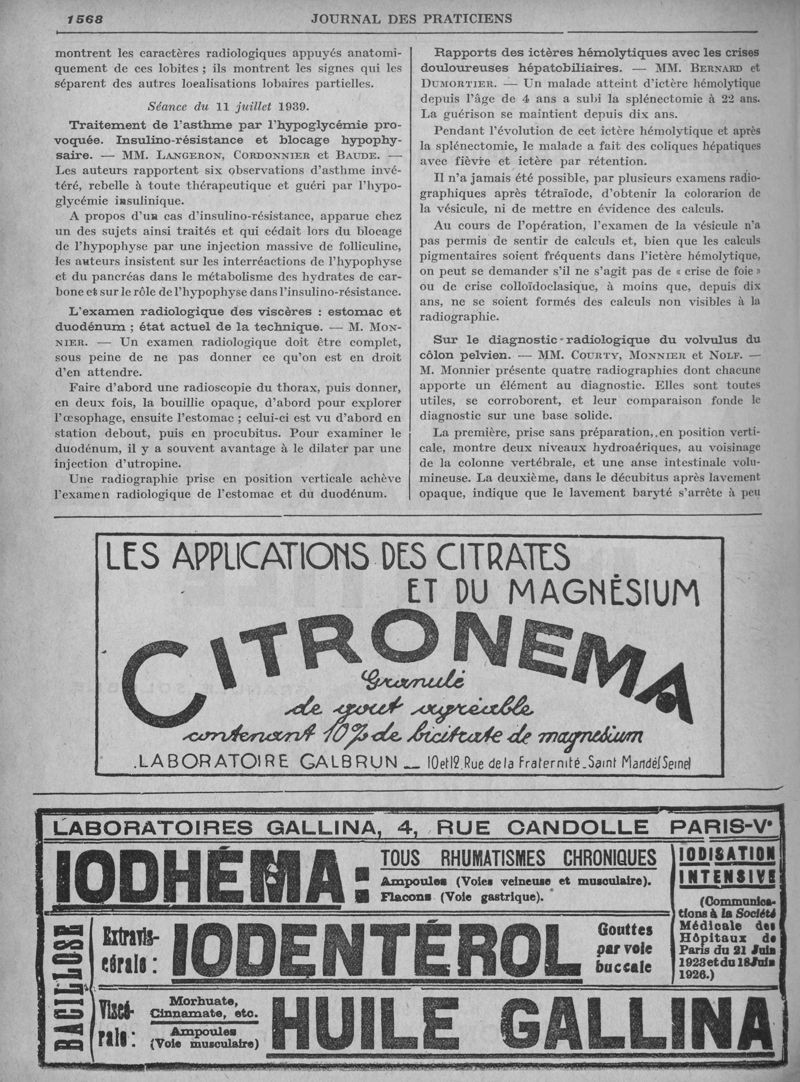 1568
JOURNAL DES PRATICIENS
montrent les caractères radiologiques appuyés anatomi-
quement de ces lobites ; ils montrent les signes qui les
séparent des autres localisations lobaires partielles.
Séance du 11 juillet 1939.
Traitement de l'asthme par l'hypoglycémie pro-
voquée. Insulino-résistance et blocage hypophy-
saire. — MM. LANGERON, CORDONNIER et BAUDE. —
Les auteurs rapportent six observations d'asthme invé-
téré, rebelle à toute thérapeutique et guéri par l'hypo-
glycémie insulinique.
A propos d'un cas d'insulino-résistance, apparue chez
un des sujets ainsi traités et qui cédait lors du blocage
de l'hypophyse par une injection massive de folliculine,
les auteurs insistent sur les interréactions de l'hypophyse
et du pancréas dans le métabolisme des hydrates de car-
bone et sur le rôle de l'hypophyse dans l'insulino-résistance.
L'examen radiologique des viscères : estomac et
duodénum ; état actuel de la technique. — M. MON-
NIER. — Un examen radiologique doit être complet,
sous peine de ne pas donner ce qu'on est en droit
d'en attendre.
Faire d'abord une radioscopie du thorax, puis donner,
en deux fois, la bouillie opaque, d'abord pour explorer
l'œsophage, ensuite l'estomac ; celui-ci est vu d'abord en
station debout, puis en procubitus. Pour examiner le
duodénum, il y a souvent avantage à le dilater par une
injection d'utropine.
Une radiographie prise en position verticale achève
l'examen radiologique de l'estomac et du duodénum.
Rapports des ictères hémolytiques avec les crises
douloureuses hépatobiliaires. — MM. BERNARD et
DUMORTIER. — Un malade atteint d'ictère hémolytique
depuis l'âge de 4 ans a subi la splénectomie à 22 ans.
La guérison se maintient depuis dix ans.
Pendant l'évolution de cet ictère hémolytique et après
la splénectomie, le malade a fait des coliques hépatiques
avec fièvre et ictère par rétention.
Il n'a jamais été possible, par plusieurs examens radio-
graphiques après tétraïode, d'obtenir la colorarion de
la vésicule, ni de mettre en évidence des calculs.
Au cours de l'opération, l'examen de la vésicule n'a
pas permis de sentir de calculs et, bien que les calculs
pigmentaires soient fréquents dans l'ictère hémolytique,
on peut se demander s'il ne s'agit pas de « crise de foie »
ou de crise colloïdoclasique, à moins que, depuis dix
ans, ne se soient formés des calculs non visibles à la
radiographie.
Sur le diagnostic radiologique du volvulus du
côlon pelvien. — MM. COURTY, MONNIER et NOLF. —
M. Monnier présente quatre radiographies dont chacune
apporte un élément au diagnostic. Elles sont toutes
utiles, se corroborent, et leur comparaison fonde le
diagnostic sur une base solide.
La première, prise sans préparation, en position verti-
cale, montre deux niveaux hydroaériques, au voisinage
de la colonne vertébrale, et une anse intestinale volu-
mineuse. La deuxième, dans le décubitus après lavement
opaque, indique que le lavement baryté s'arrête à peu
LES APPLICATIONS DES CITRATES
ET DU MAGNÉSIUM
CITRONEMA
Granulé
de gout agréable
contenant 10% de bicitrate de magnesium
LABORATOIRE GALBRUN — 10 et 12, Rue de la Fraternité - Saint Mandé (Seine)
LABORATOIRES GALLINA, 4, RUE CANDOLLE PARIS-Ve
IODHÉMA :
TOUS RHUMATISMES CHRONIQUES
Ampoules (Voies veineuse et musculaire).
Flacons (Voie gastrique).
IODISATION
INTENSIVE
(Communica-
tions à la Société
Médicale des
Hôpitaux de
Paris du 21 Juin
1923 et du 18 Juin
1926.)
BACILLOSE
Extravis-
cérale :
IODENTÉROL
Gouttes
par voie
buccale
Viscé-
rale :
Morhuate,
Cinnamate, etc.
Ampoules
(Voie musculaire)
HUILE GALLINA